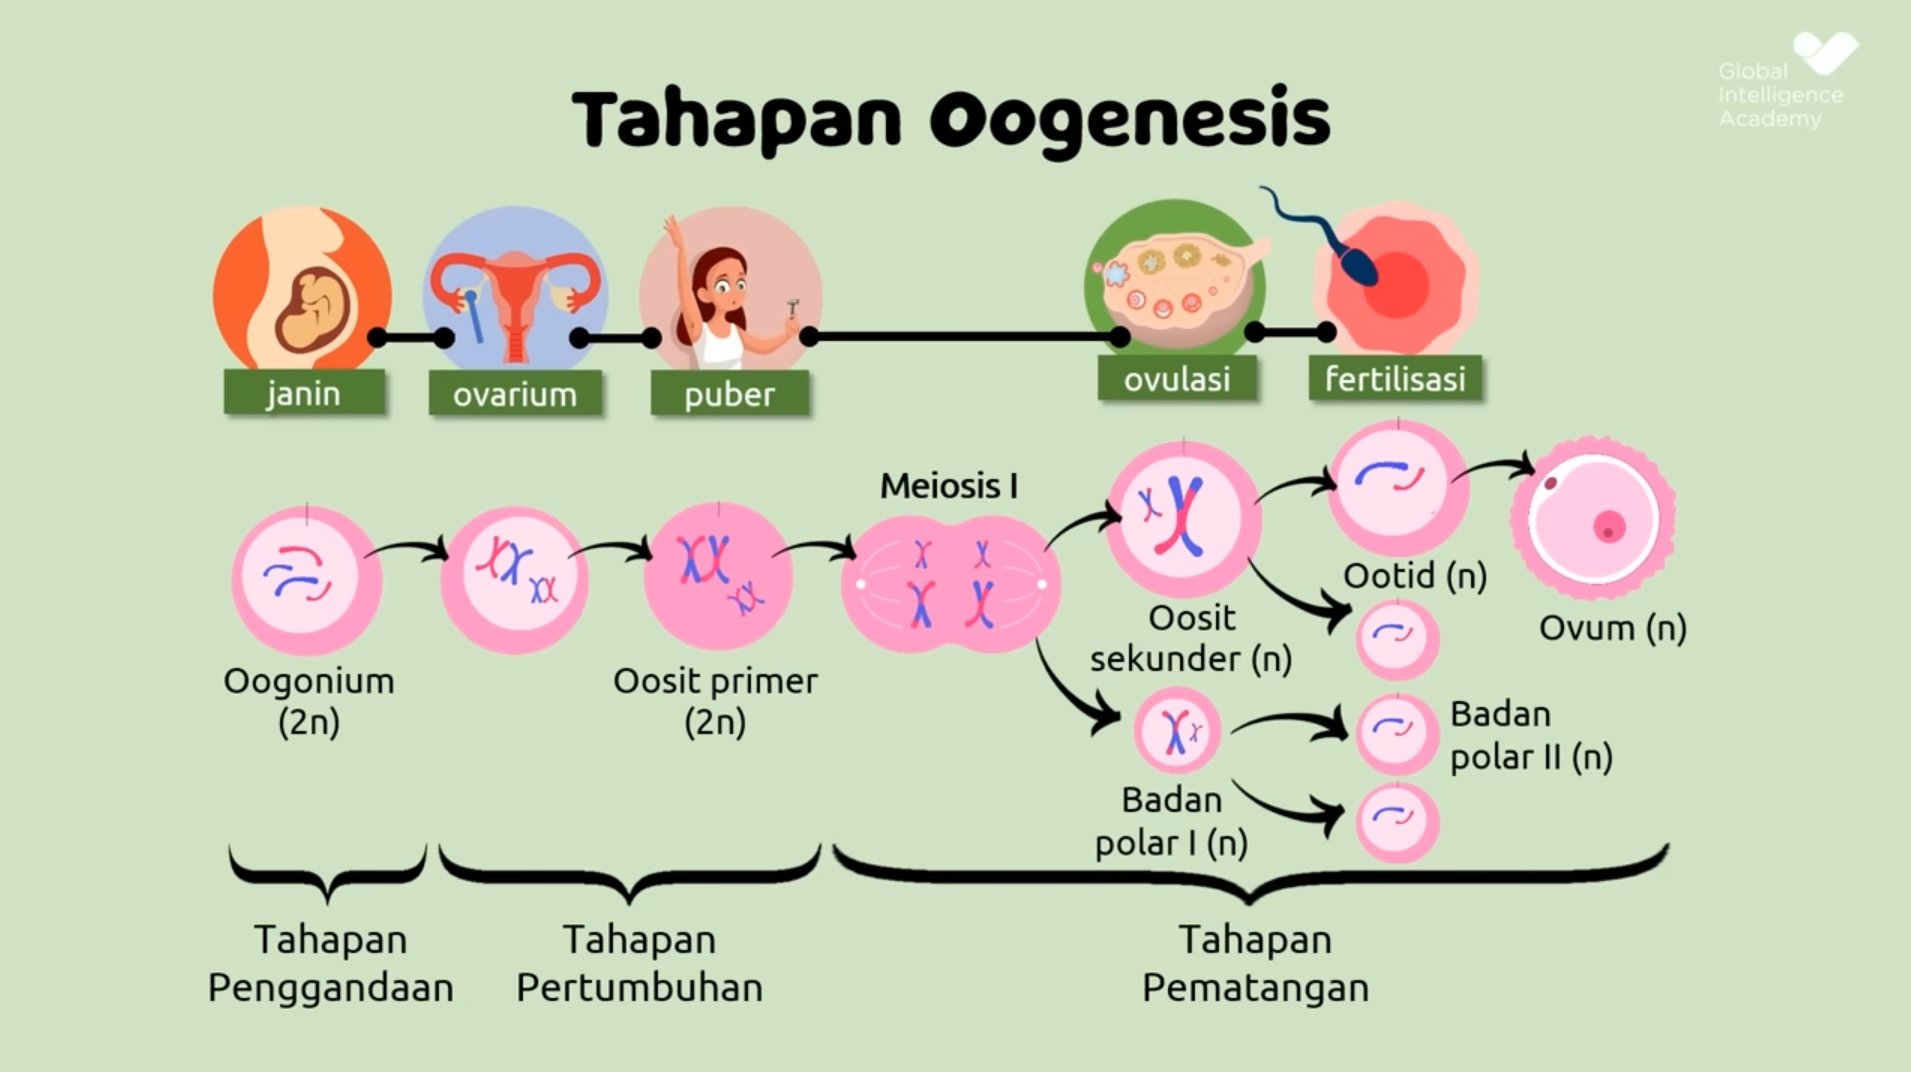 Global
Intelligence
Academy
Tahapan Oogenesis
janin
ovarium
puber
ovulasi
fertilisasi
Meiosis I
Oogonium
(2n)
Oosit primer
(2n)
Oosit
sekunder (n)
Ootid (n)
Ovum (n)
Badan
polar I (n)
Badan
polar II (n)
Tahapan
Penggandaan
Tahapan
Pertumbuhan
Tahapan
Pematangan